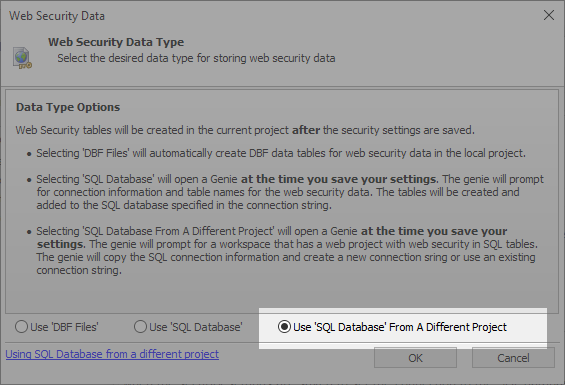 Web Security Data
Web Security Data Type
Select the desired data type for storing web security data
Data Type Options
Web Security tables will be created in the current project after the security settings are saved.
• Selecting 'DBF Files' will automatically create DBF data tables for web security data in the local project.
• Selecting 'SQL Database' will open a Genie at the time you save your settings. The genie will prompt
for connection information and table names for the web security data. The tables will be created and
added to the SQL database specified in the connection string.
• Selecting 'SQL Database From A Different Project' will open a Genie at the time you save your
settings. The genie will prompt for a workspace that has a web project with web security in SQL tables.
The genie will copy the SQL connection information and create a new connection sring or use an existing
connection string.
Use 'DBF Files' Use 'SQL Database' Use 'SQL Database' From A Different Project
Using SQL Database from a different project
OK Cancel